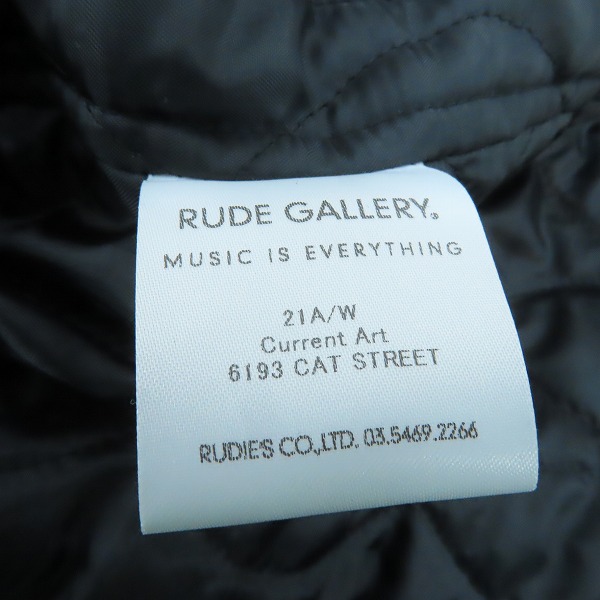 RUDE GALLERY®
MUSIC IS EVERYTHING
21A/W
Current Art
6193 CAT STREET
RUDIES CO.,LTD. 03.5469.2266